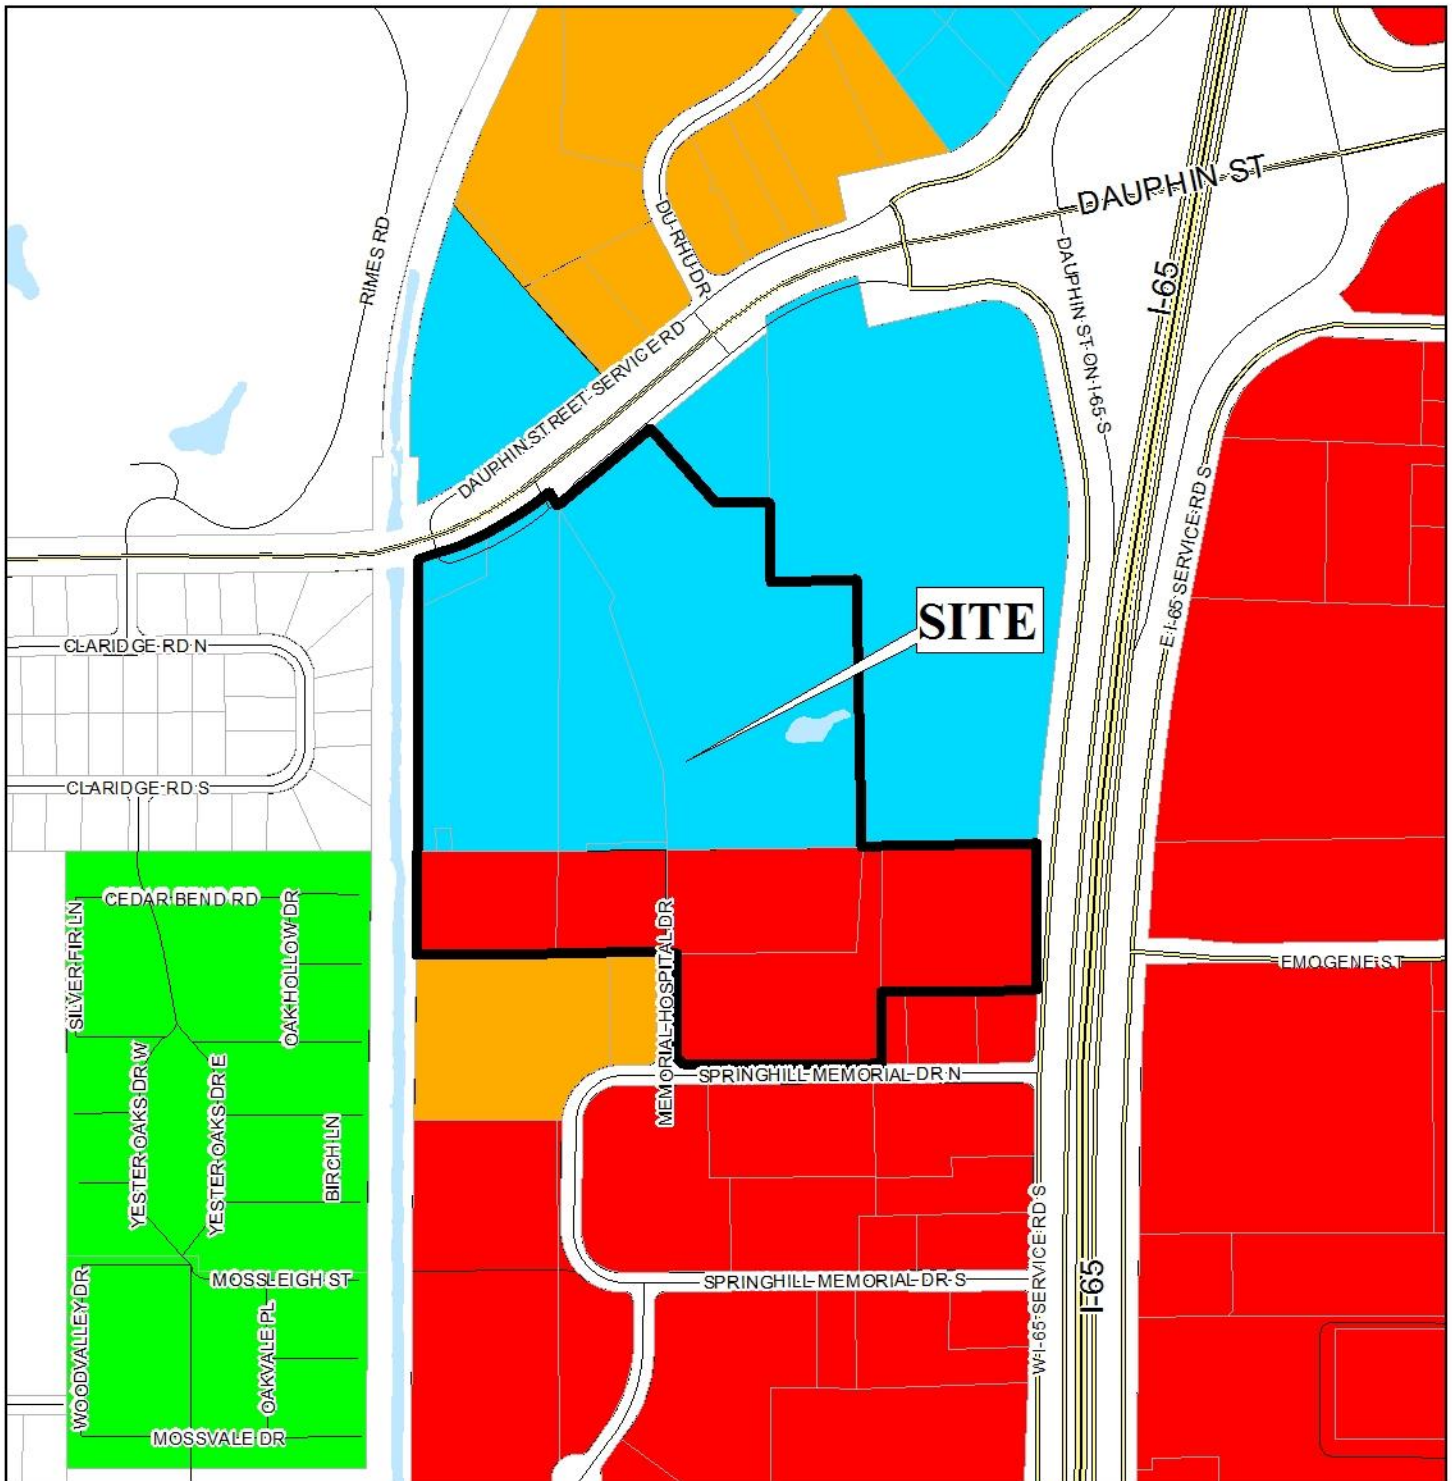 DAUPHIN ST
RIMES RD
DU RHU DR
I-65
DAUPHIN ST ON I-65 S
DAUPHIN STREET SERVICE RD
E I-65 SERVICE RD S
SITE
CLARIDGE RD N
CLARIDGE RD S
CEDAR BEND RD
SILVER FIR LN
OAK HOLLOW DR
MEMORIAL HOSPITAL DR
EMOGENE ST
YESTER OAKS DR W
YESTER OAKS DR E
BIRCH LN
SPRINGHILL MEMORIAL DR N
W I-65 SERVICE RD S
I-65
MOSSLEIGH ST
SPRINGHILL MEMORIAL DR S
WOODVALLEY DR
OAKVALE PL
MOSSVALE DR